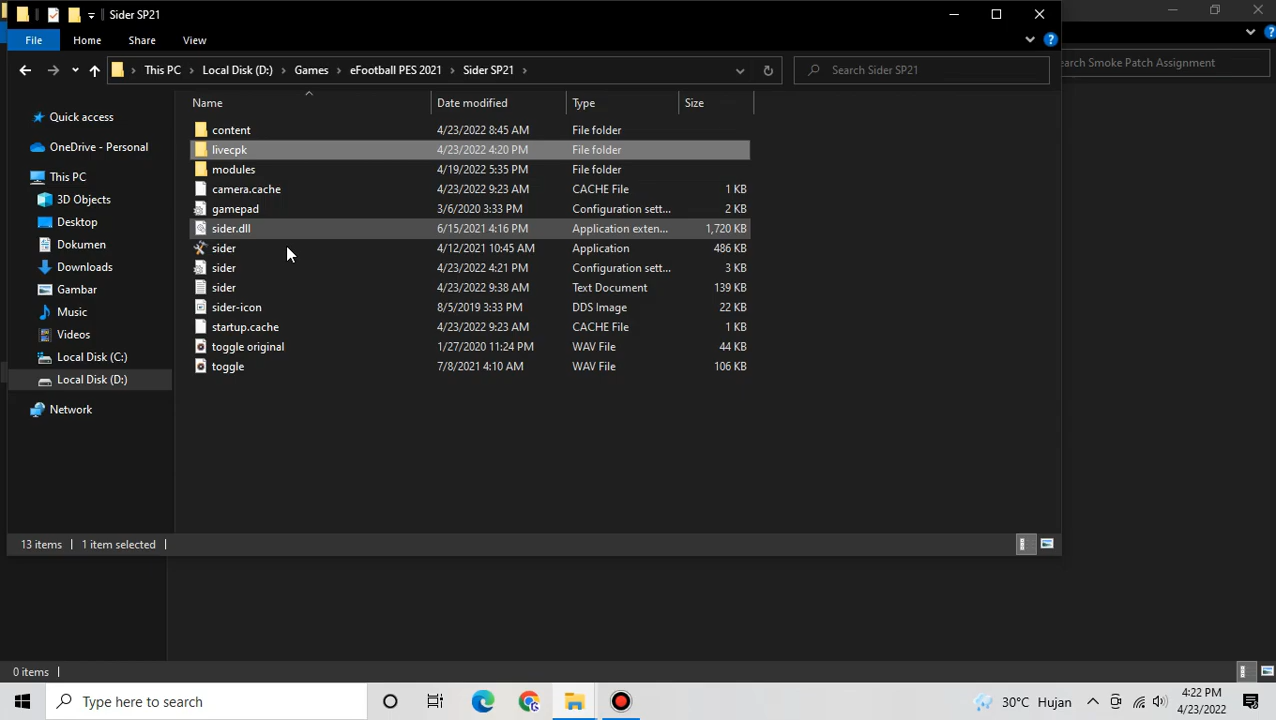 Sider SP21
File Home Share View
This PC Local Disk (D:) Games eFootball PES 2021 Sider SP21
Search Sider SP21
earch Smoke Patch Assignment
Name Date modified Type Size
content 4/23/2022 8:45 AM File folder
livecpk 4/23/2022 4:20 PM File folder
modules 4/19/2022 5:35 PM File folder
camera.cache 4/23/2022 9:23 AM CACHE File 1 KB
gamepad 3/6/2020 3:33 PM Configuration sett... 2 KB
sider.dll 6/15/2021 4:16 PM Application exten... 1,720 KB
sider 4/12/2021 10:45 AM Application 486 KB
sider 4/23/2022 4:21 PM Configuration sett... 3 KB
sider 4/23/2022 9:38 AM Text Document 139 KB
sider-icon 8/5/2019 3:33 PM DDS Image 22 KB
startup.cache 4/23/2022 9:23 AM CACHE File 1 KB
toggle original 1/27/2020 11:24 PM WAV File 44 KB
toggle 7/8/2021 4:10 AM WAV File 106 KB
Quick access
OneDrive - Personal
This PC
3D Objects
Desktop
Dokumen
Downloads
Gambar
Music
Videos
Local Disk (C:)
Local Disk (D:)
Network
13 items 1 item selected
0 items
Type here to search
30°C Hujan
4:22 PM
4/23/2022